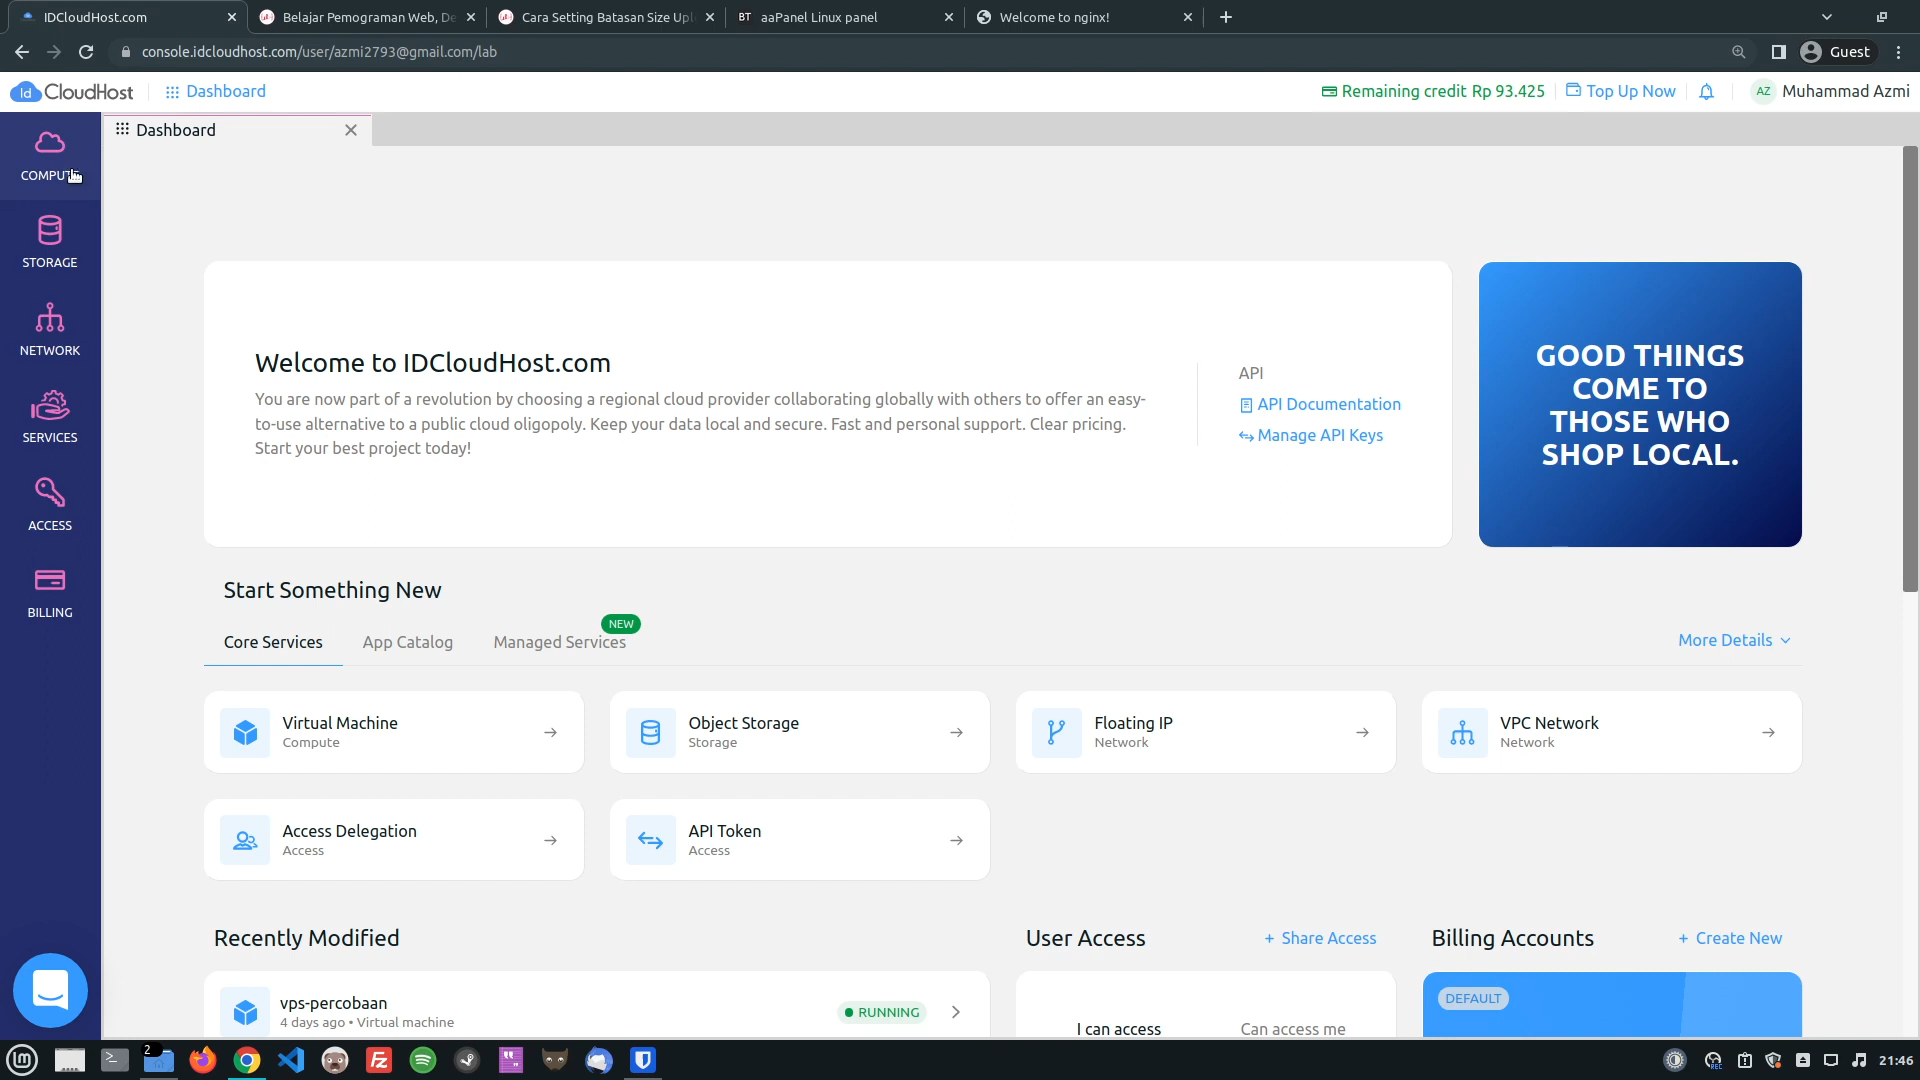 IDCloudHost.com
Belajar Pemograman Web, De
Cara Setting Batasan Size Upl
BT aaPanel Linux panel
Welcome to nginx!
console.idcloudhost.com/user/azmi2793@gmail.com/lab
Guest
Id CloudHost
Dashboard
Remaining credit Rp 93.425
Top Up Now
AZ Muhammad Azmi
Dashboard
COMPUTE
STORAGE
NETWORK
SERVICES
ACCESS
BILLING
Welcome to IDCloudHost.com
You are now part of a revolution by choosing a regional cloud provider collaborating globally with others to offer an easy-
to-use alternative to a public cloud oligopoly. Keep your data local and secure. Fast and personal support. Clear pricing.
Start your best project today!
API
API Documentation
Manage API Keys
GOOD THINGS
COME TO
THOSE WHO
SHOP LOCAL.
Start Something New
Core Services
App Catalog
Managed Services
NEW
More Details
Virtual Machine
Compute
Object Storage
Storage
Floating IP
Network
VPC Network
Network
Access Delegation
Access
API Token
Access
Recently Modified
vps-percobaan
4 days ago • Virtual machine
RUNNING
User Access
+ Share Access
I can access
Can access me
Billing Accounts
+ Create New
DEFAULT
2
21:46